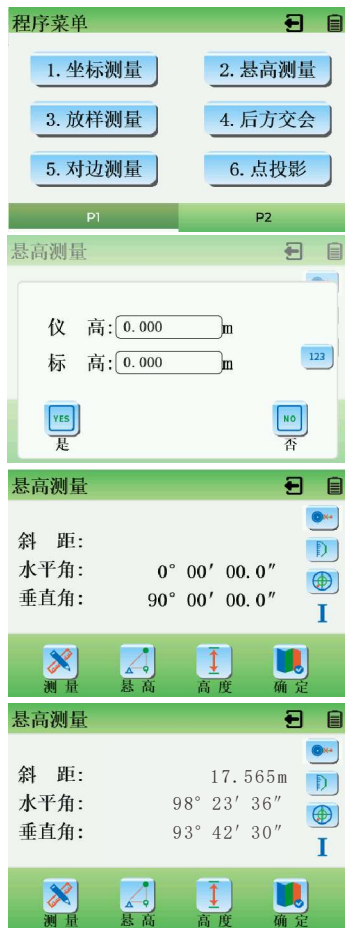 程序菜单
1. 坐标测量 2. 悬高测量
3. 放样测量 4. 后方交会
5. 对边测量 6. 点投影
P1 P2
悬高测量
仪 高: 0.000 m
标 高: 0.000 m
123
YES NO
是 否
悬高测量
斜 距:
水平角: 0° 00′ 00.0″
垂直角: 90° 00′ 00.0″
I
测 量 悬 高 高 度 确 定
悬高测量
斜 距: 17.565m
水平角: 98° 23′ 36″
垂直角: 93° 42′ 30″
I
测 量 悬 高 高 度 确 定